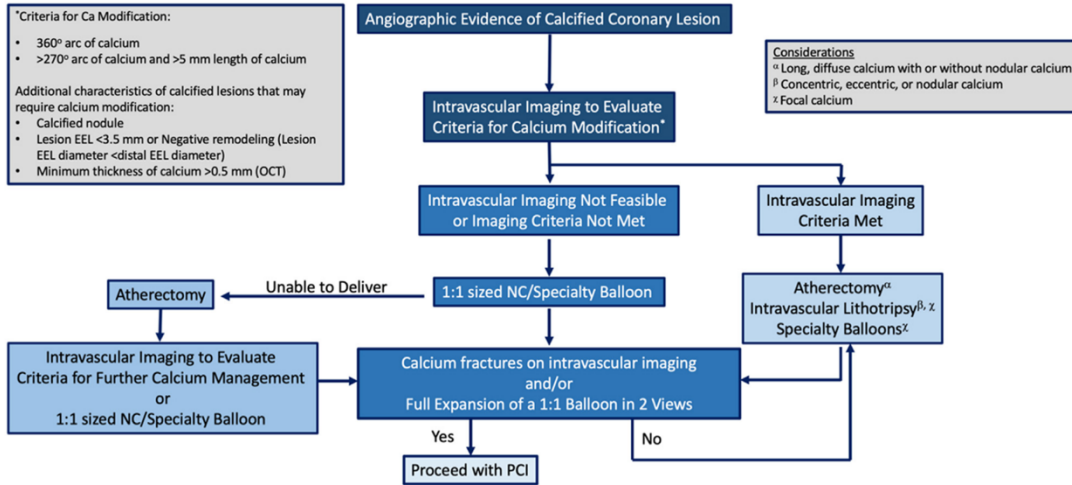 *Criteria for Ca Modification:
• 360° arc of calcium
• >270° arc of calcium and >5 mm length of calcium
Additional characteristics of calcified lesions that may
require calcium modification:
• Calcified nodule
• Lesion EEL <3.5 mm or Negative remodeling (Lesion
EEL diameter <distal EEL diameter)
• Minimum thickness of calcium >0.5 mm (OCT)
Angiographic Evidence of Calcified Coronary Lesion
Considerations
α Long, diffuse calcium with or without nodular calcium
β Concentric, eccentric, or nodular calcium
χ Focal calcium
Intravascular Imaging to Evaluate
Criteria for Calcium Modification*
Intravascular Imaging Not Feasible
or Imaging Criteria Not Met
Intravascular Imaging
Criteria Met
Atherectomy
Unable to Deliver
1:1 sized NC/Specialty Balloon
Atherectomyα
Intravascular Lithotripsyβ, χ
Specialty Balloonsχ
Intravascular Imaging to Evaluate
Criteria for Further Calcium Management
or
1:1 sized NC/Specialty Balloon
Calcium fractures on intravascular imaging
and/or
Full Expansion of a 1:1 Balloon in 2 Views
Yes
No
Proceed with PCI